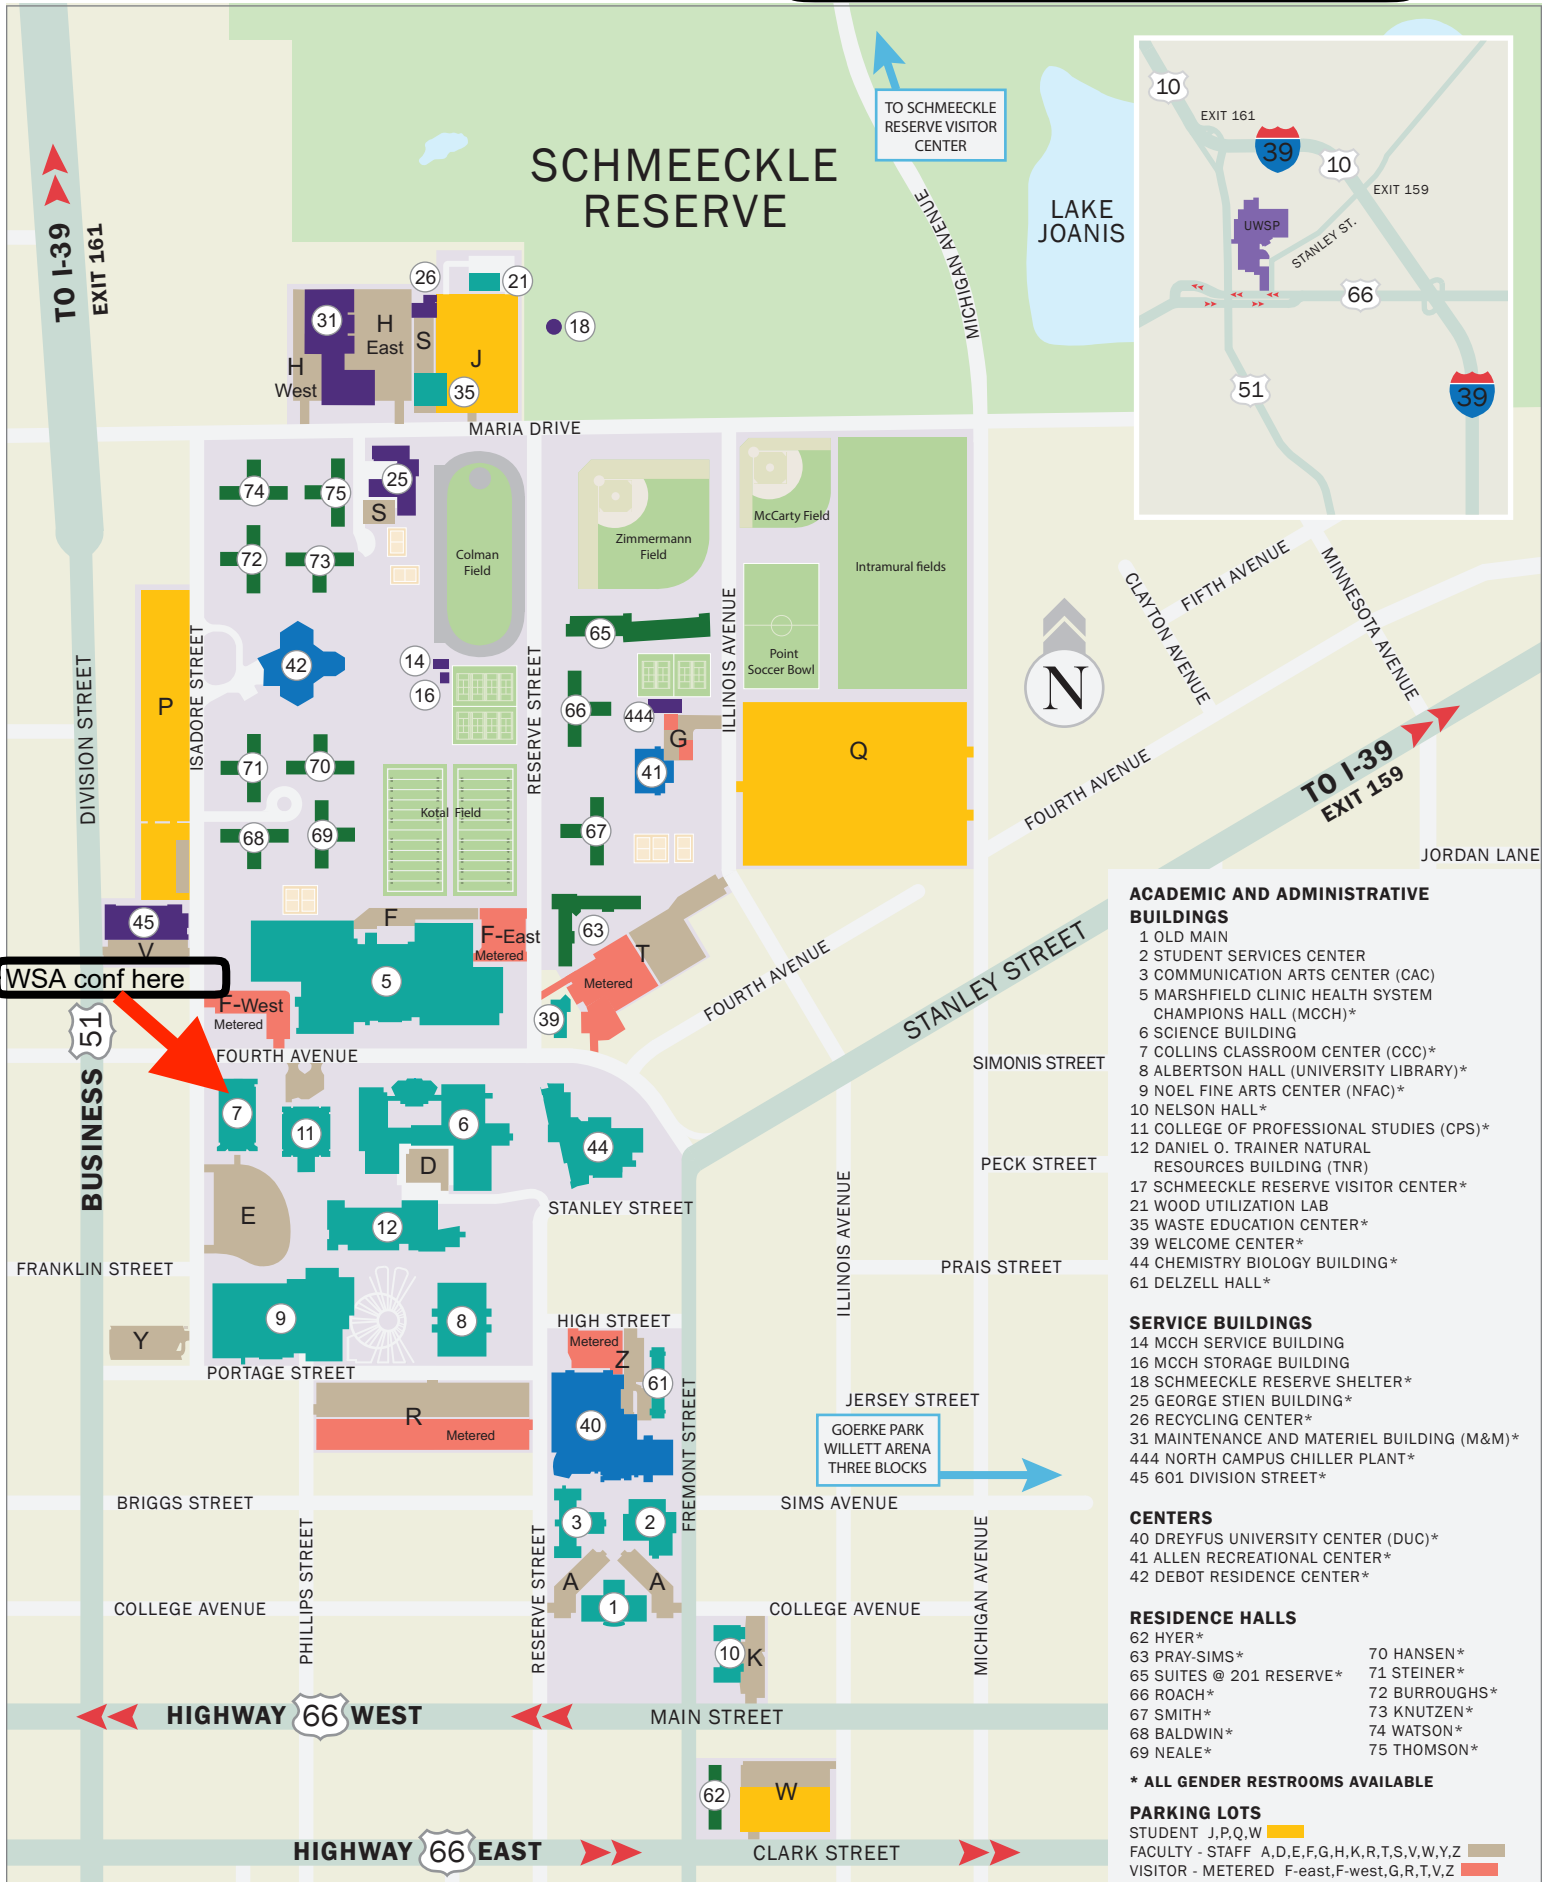 TO SCHMEECKLE
RESERVE VISITOR
CENTER
SCHMEECKLE
RESERVE
LAKE
JOANIS
MICHIGAN AVENUE
10
EXIT 161
39
10
EXIT 159
UWSP
STANLEY ST.
66
51
39
TO I-39
EXIT 161
26
21
31
H
East
S
J
18
H
West
35
MARIA DRIVE
74
75
25
S
72
73
Colman
Field
Zimmermann
Field
McCarty Field
Intramural fields
65
Point
Soccer Bowl
42
14
16
66
444
G
41
P
Q
71
70
Kotal Field
68
69
67
DIVISION STREET
ISADORE STREET
RESERVE STREET
ILLINOIS AVENUE
N
FIFTH AVENUE
CLAYTON AVENUE
MINNESOTA AVENUE
FOURTH AVENUE
TO I-39
EXIT 159
JORDAN LANE
45
V
F
F-East
Metered
63
T
Metered
5
WSA conf here
F-West
Metered
39
FOURTH AVENUE
STANLEY STREET
51
BUSINESS
FOURTH AVENUE
SIMONIS STREET
7
11
6
44
D
PECK STREET
E
12
STANLEY STREET
ILLINOIS AVENUE
FRANKLIN STREET
PRAIS STREET
9
8
HIGH STREET
Y
Metered
Z
PORTAGE STREET
61
R
Metered
40
FREMONT STREET
JERSEY STREET
GOERKE PARK
WILLETT ARENA
THREE BLOCKS
BRIGGS STREET
SIMS AVENUE
3
2
PHILLIPS STREET
RESERVE STREET
MICHIGAN AVENUE
A
A
1
COLLEGE AVENUE
COLLEGE AVENUE
10
K
HIGHWAY 66 WEST
MAIN STREET
62
W
HIGHWAY 66 EAST
CLARK STREET
ACADEMIC AND ADMINISTRATIVE
BUILDINGS
1 OLD MAIN
2 STUDENT SERVICES CENTER
3 COMMUNICATION ARTS CENTER (CAC)
5 MARSHFIELD CLINIC HEALTH SYSTEM
CHAMPIONS HALL (MCCH)*
6 SCIENCE BUILDING
7 COLLINS CLASSROOM CENTER (CCC)*
8 ALBERTSON HALL (UNIVERSITY LIBRARY)*
9 NOEL FINE ARTS CENTER (NFAC)*
10 NELSON HALL*
11 COLLEGE OF PROFESSIONAL STUDIES (CPS)*
12 DANIEL O. TRAINER NATURAL
RESOURCES BUILDING (TNR)
17 SCHMEECKLE RESERVE VISITOR CENTER*
21 WOOD UTILIZATION LAB
35 WASTE EDUCATION CENTER*
39 WELCOME CENTER*
44 CHEMISTRY BIOLOGY BUILDING*
61 DELZELL HALL*
SERVICE BUILDINGS
14 MCCH SERVICE BUILDING
16 MCCH STORAGE BUILDING
18 SCHMEECKLE RESERVE SHELTER*
25 GEORGE STIEN BUILDING*
26 RECYCLING CENTER*
31 MAINTENANCE AND MATERIEL BUILDING (M&M)*
444 NORTH CAMPUS CHILLER PLANT*
45 601 DIVISION STREET*
CENTERS
40 DREYFUS UNIVERSITY CENTER (DUC)*
41 ALLEN RECREATIONAL CENTER*
42 DEBOT RESIDENCE CENTER*
RESIDENCE HALLS
62 HYER*
63 PRAY-SIMS*
65 SUITES @ 201 RESERVE*
66 ROACH*
67 SMITH*
68 BALDWIN*
69 NEALE*
70 HANSEN*
71 STEINER*
72 BURROUGHS*
73 KNUTZEN*
74 WATSON*
75 THOMSON*
* ALL GENDER RESTROOMS AVAILABLE
PARKING LOTS
STUDENT J,P,Q,W
FACULTY - STAFF A,D,E,F,G,H,K,R,T,S,V,W,Y,Z
VISITOR - METERED F-east,F-west,G,R,T,V,Z